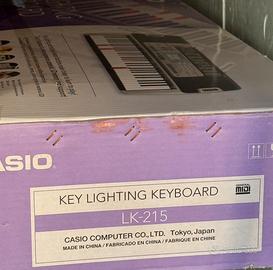 ASIO
KEY LIGHTING KEYBOARD
MIDI
LK-215
CASIO COMPUTER CO., LTD. Tokyo, Japan
MADE IN CHINA / FABRICADO EN CHINA / FABRIQUE EN CHINE